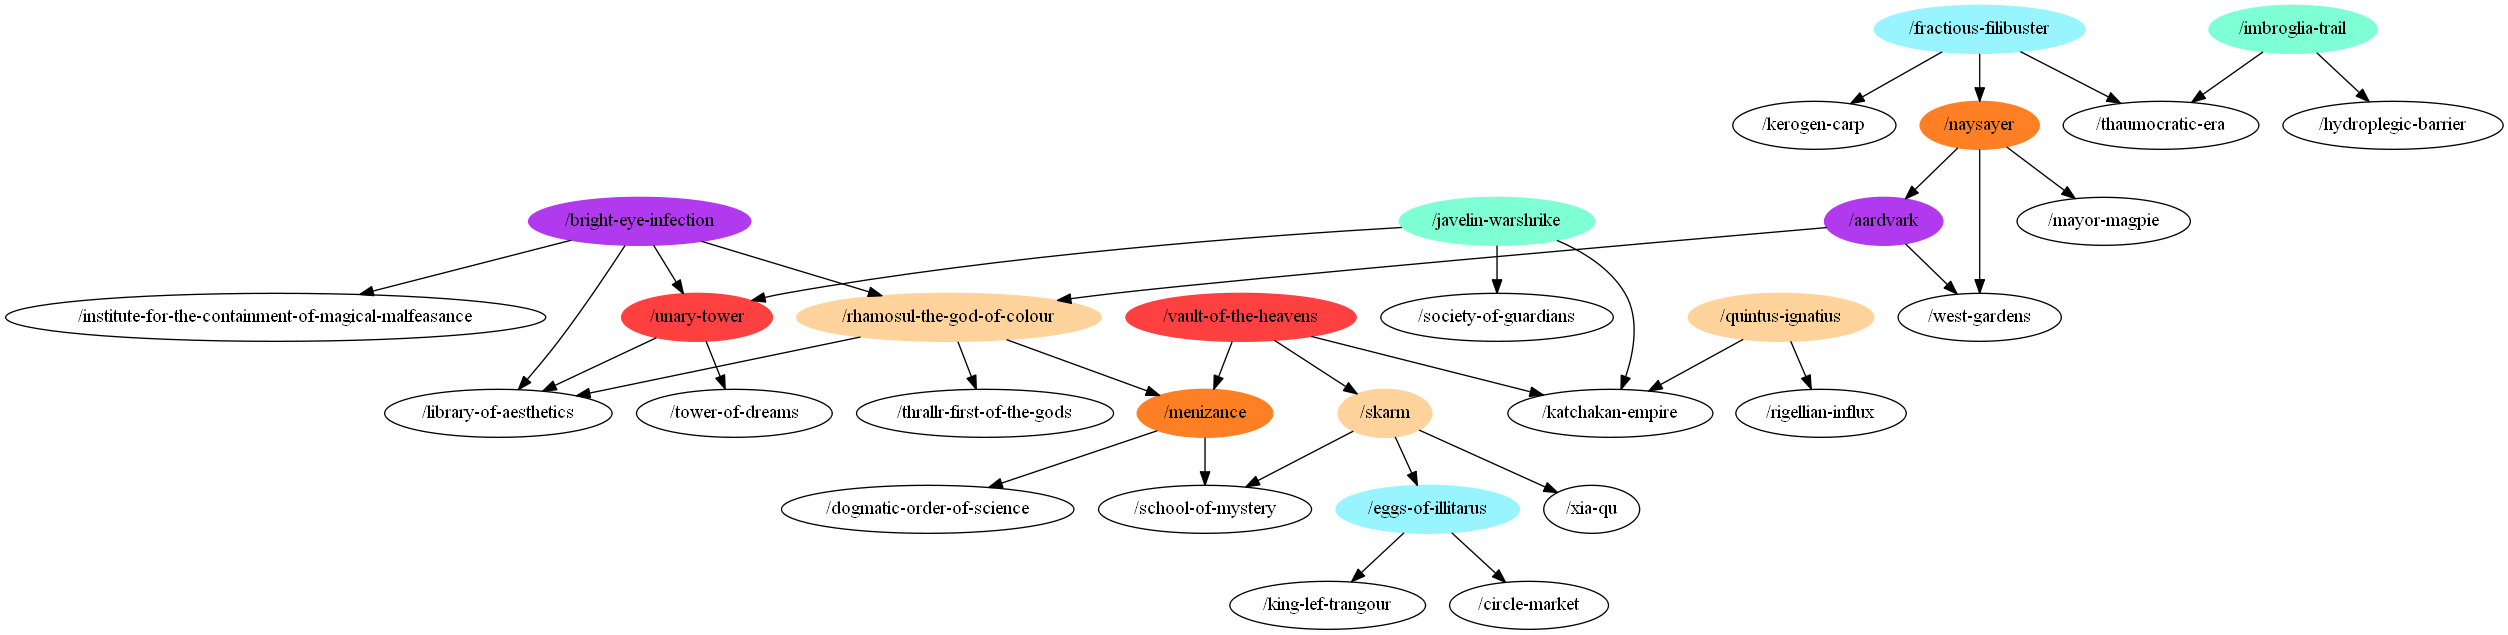 /fractious-filibuster
/imbroglia-trail
/kerogen-carp
/naysayer
/thaumocratic-era
/hydroplegic-barrier
/bright-eye-infection
/javelin-warshrike
/aardvark
/mayor-magpie
/institute-for-the-containment-of-magical-malfeasance
/unary-tower
/rhamosul-the-god-of-colour
/vault-of-the-heavens
/society-of-guardians
/quintus-ignatius
/west-gardens
/library-of-aesthetics
/tower-of-dreams
/thrallr-first-of-the-gods
/menizance
/skarm
/katchakan-empire
/rigellian-influx
/dogmatic-order-of-science
/school-of-mystery
/eggs-of-illitarus
/xia-qu
/king-lef-trangour
/circle-market